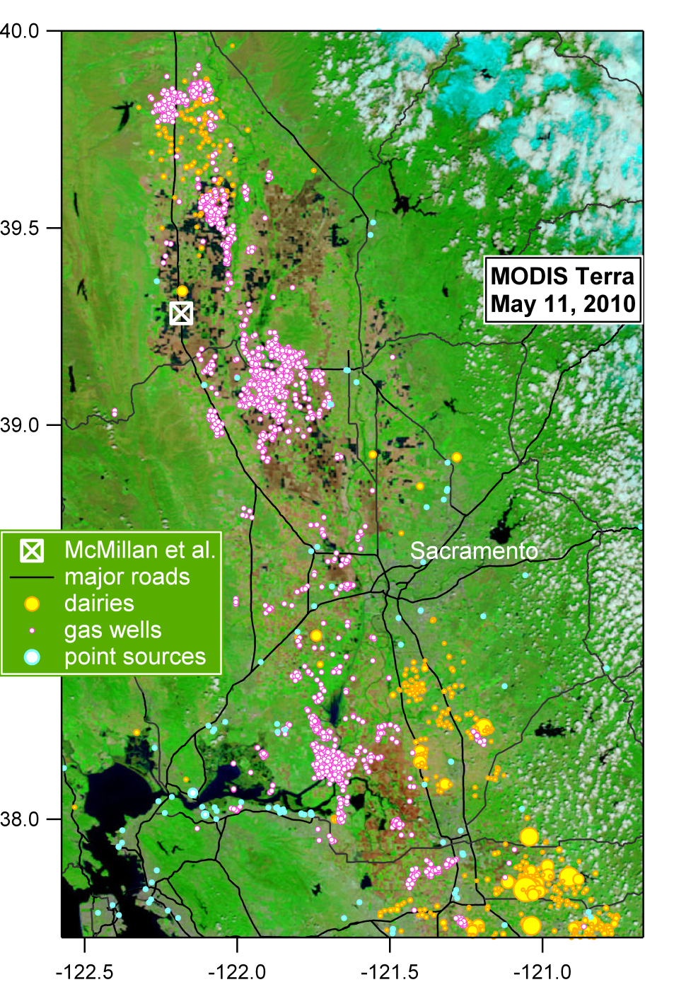 40.0
39.5
MODIS Terra
May 11, 2010
39.0
Sacramento
McMillan et al.
major roads
dairies
gas wells
point sources
38.0
-122.5
-122.0
-121.5
-121.0